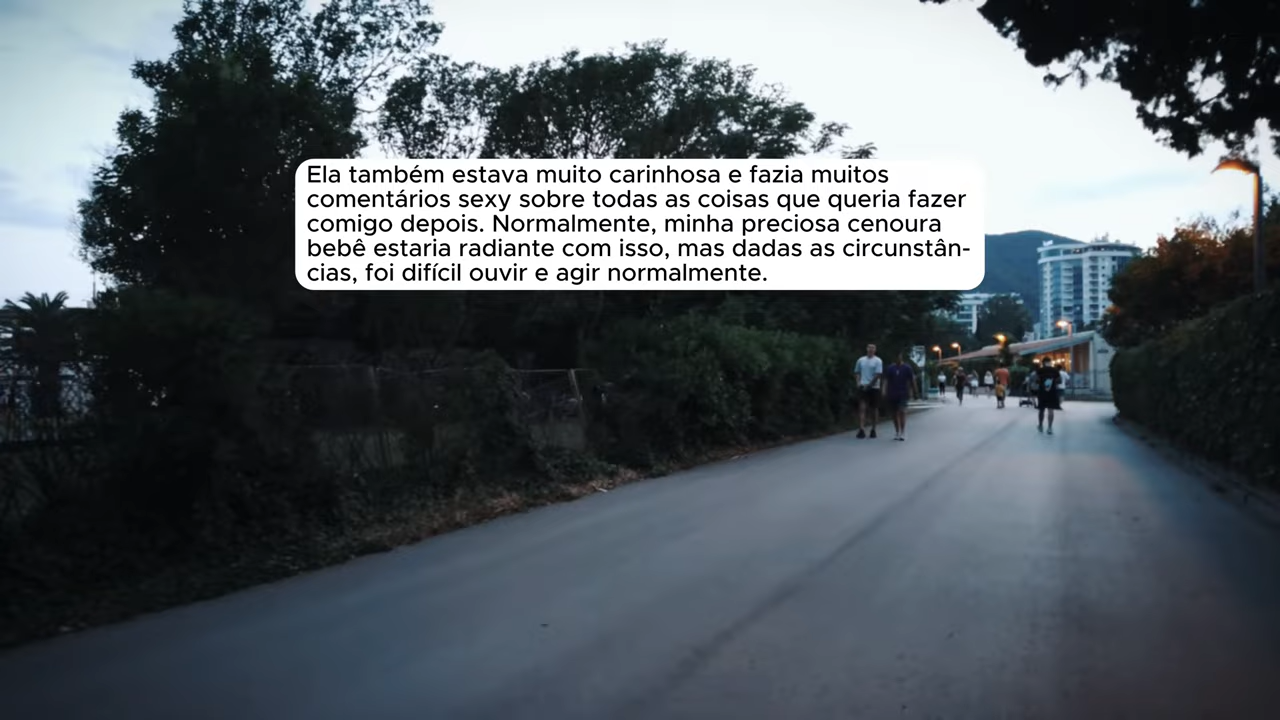 Ela também estava muito carinhosa e fazia muitos
comentários sexy sobre todas as coisas que queria fazer
comigo depois. Normalmente, minha preciosa cenoura
bebê estaria radiante com isso, mas dadas as circunstân-
cias, foi difícil ouvir e agir normalmente.